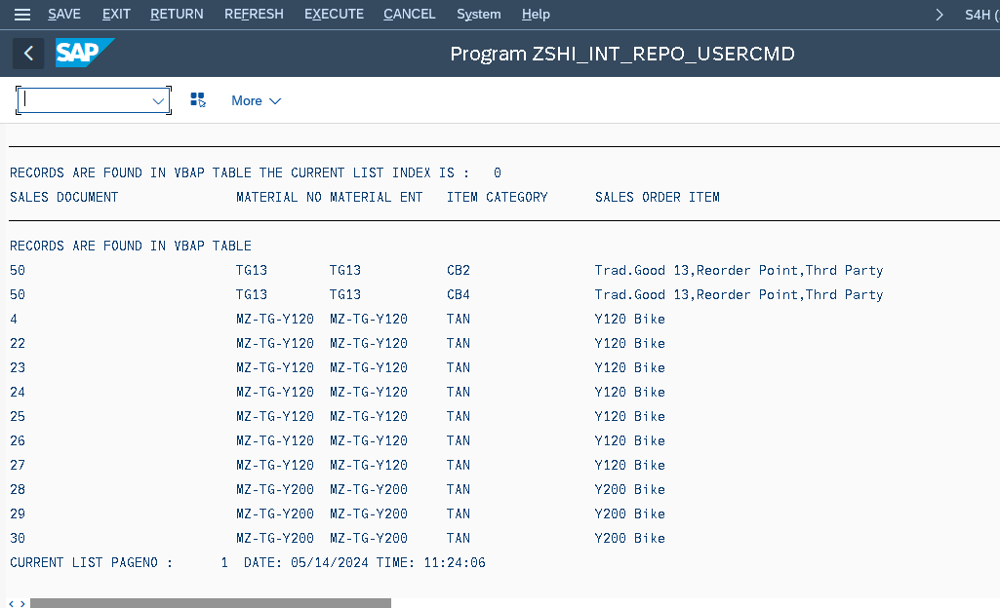 SAVE EXIT RETURN REFRESH EXECUTE CANCEL System Help S4H (
SAP Program ZSHI_INT_REPO_USERCMD
More
RECORDS ARE FOUND IN VBAP TABLE THE CURRENT LIST INDEX IS : 0
SALES DOCUMENT MATERIAL NO MATERIAL ENT ITEM CATEGORY SALES ORDER ITEM
RECORDS ARE FOUND IN VBAP TABLE
50 TG13 TG13 CB2 Trad.Good 13,Reorder Point,Thrd Party
50 TG13 TG13 CB4 Trad.Good 13,Reorder Point,Thrd Party
4 MZ-TG-Y120 MZ-TG-Y120 TAN Y120 Bike
22 MZ-TG-Y120 MZ-TG-Y120 TAN Y120 Bike
23 MZ-TG-Y120 MZ-TG-Y120 TAN Y120 Bike
24 MZ-TG-Y120 MZ-TG-Y120 TAN Y120 Bike
25 MZ-TG-Y120 MZ-TG-Y120 TAN Y120 Bike
26 MZ-TG-Y120 MZ-TG-Y120 TAN Y120 Bike
27 MZ-TG-Y120 MZ-TG-Y120 TAN Y120 Bike
28 MZ-TG-Y200 MZ-TG-Y200 TAN Y200 Bike
29 MZ-TG-Y200 MZ-TG-Y200 TAN Y200 Bike
30 MZ-TG-Y200 MZ-TG-Y200 TAN Y200 Bike
CURRENT LIST PAGENO : 1 DATE: 05/14/2024 TIME: 11:24:06